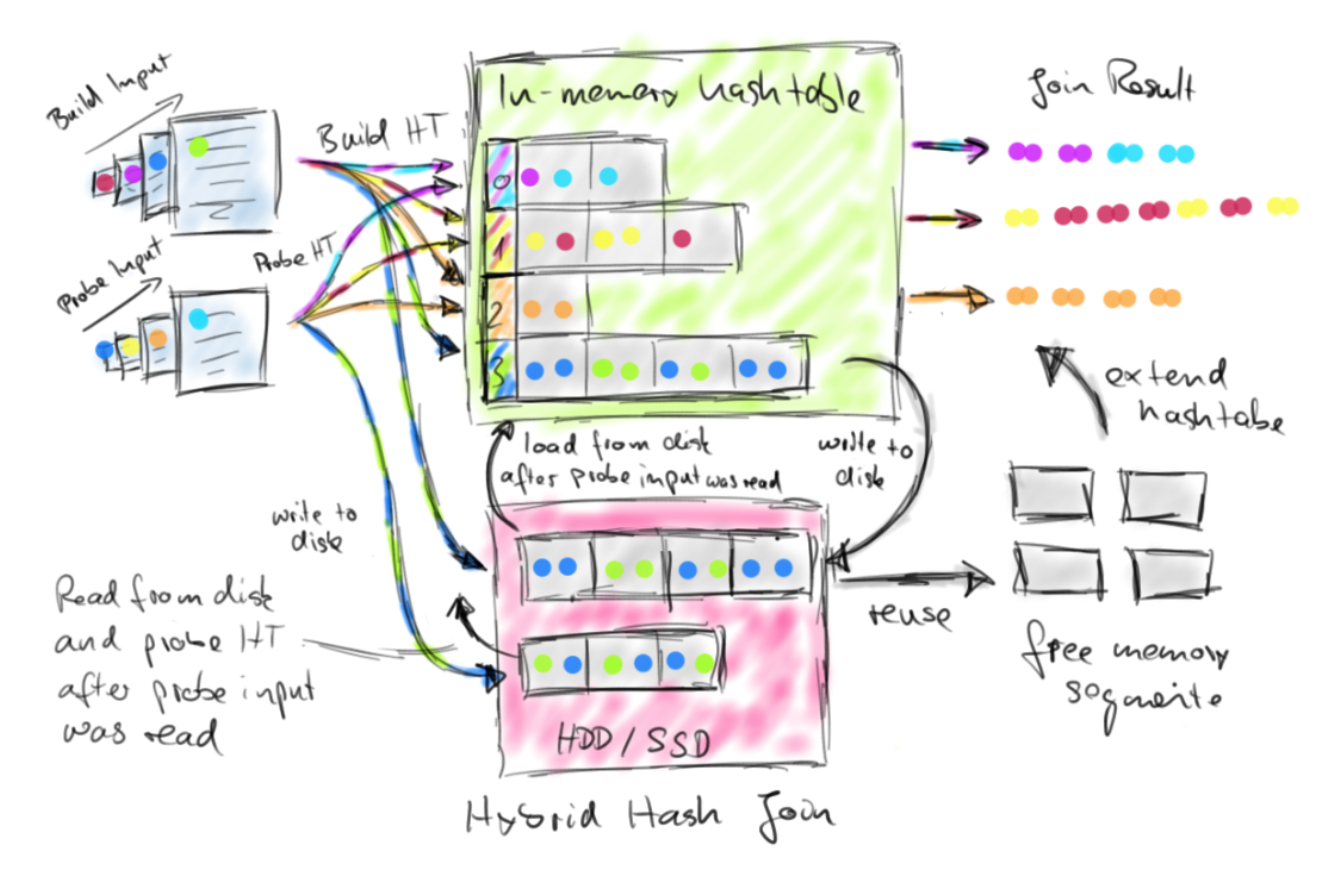 Build Input
Build HT
In-memory hashtable
Join Result
0
1
2
3
Probe Input
Probe HT
extend
hashtabe
load from disk
after probe input was read
write to
disk
write to
disk
Read from disk
and probe HT
after probe input
was read
reuse
free memory
segmente
HDD / SSD
Hybrid Hash Join